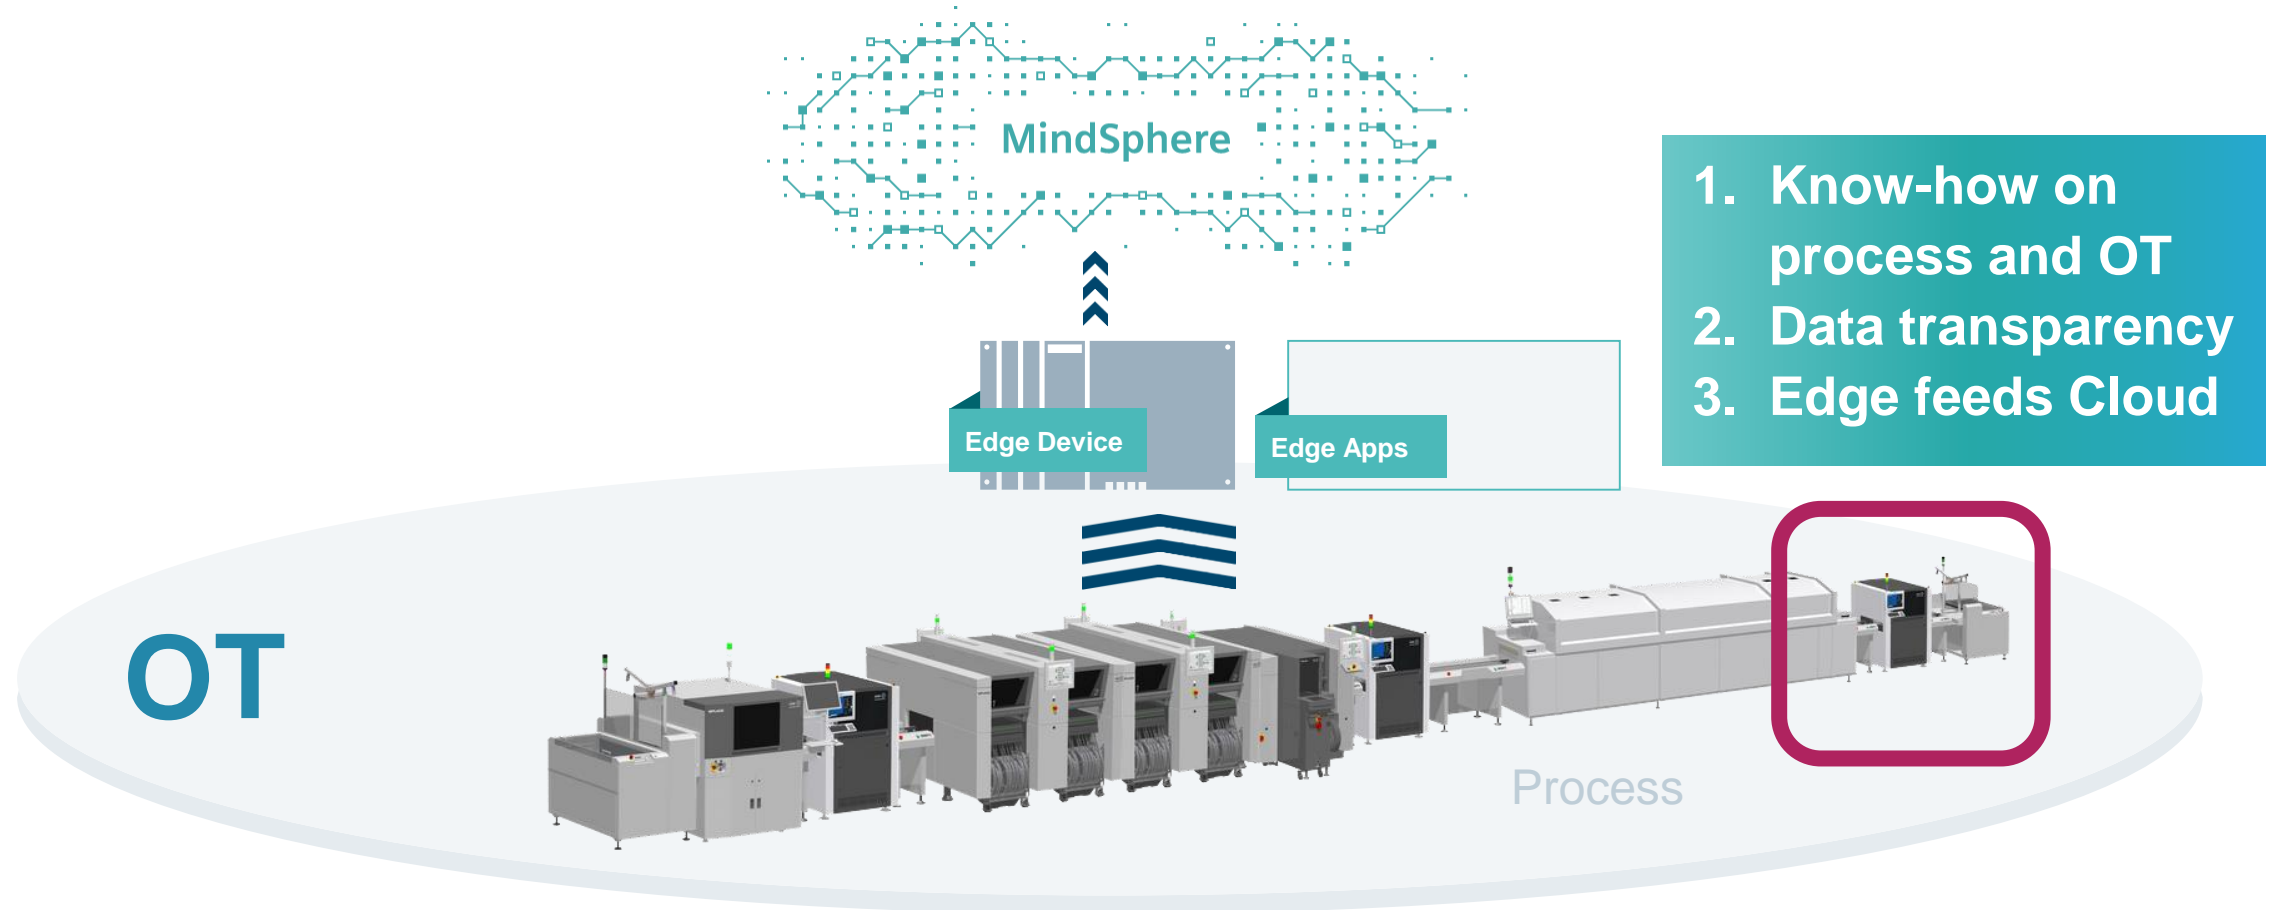 MindSphere
1. Know-how on
process and OT
2. Data transparency
3. Edge feeds Cloud
Edge Device
Edge Apps
OT
Process